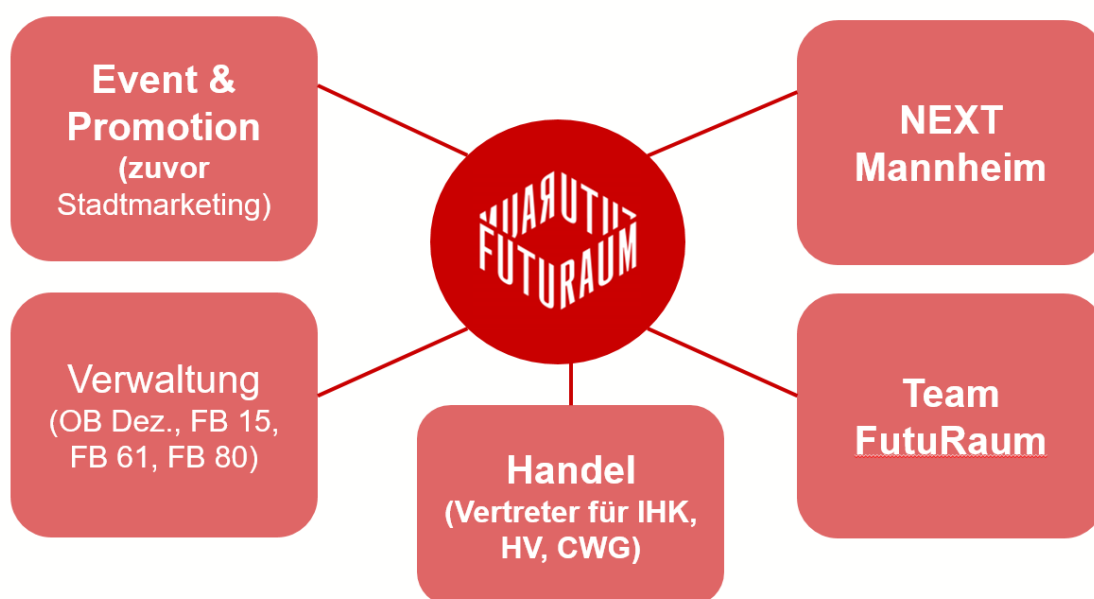 Event &
Promotion
(zuvor
Stadtmarketing)
NEXT
Mannheim
FUTURAUM
Verwaltung
(OB Dez., FB 15,
FB 61, FB 80)
Team
FutuRaum
Handel
(Vertreter für IHK,
HV, CWG)